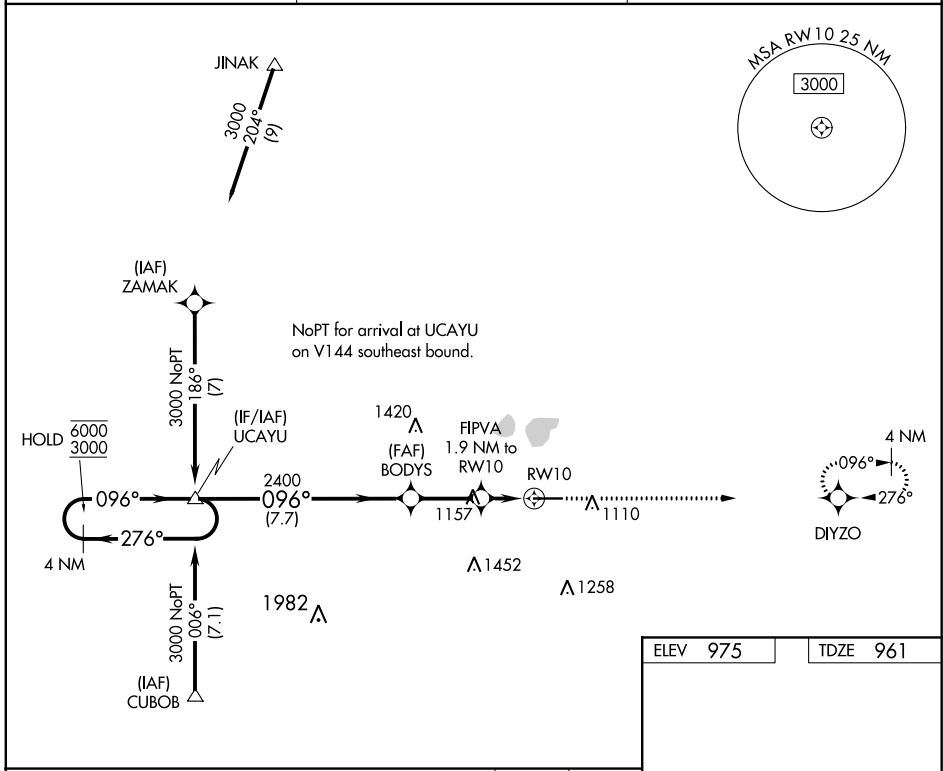 JINAK
3000
204°
(9)
MSA RW10 25 NM
3000
(IAF)
ZAMAK
3000 NoPT
186°
(7)
NoPT for arrival at UCAYU
on V144 southeast bound.
HOLD 6000
3000
(IF/IAF)
UCAYU
1420
(FAF)
BODYS
FIPVA
1.9 NM to
RW10
RW10
4 NM
096°
276°
DIYZO
096°
2400
096°
(7.7)
1157
1110
276°
4 NM
1452
1258
1982
3000 NoPT
006°
(7.1)
(IAF)
CUBOB
ELEV 975
TDZE 961